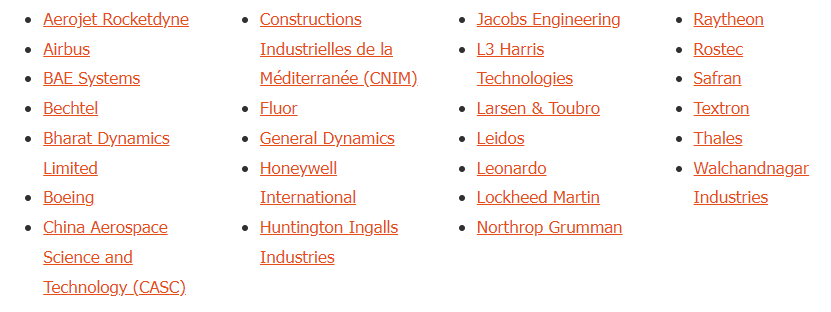 Aerojet Rocketdyne
Airbus
BAE Systems
Bechtel
Bharat Dynamics
Limited
Boeing
China Aerospace
Science and
Technology (CASC)
Constructions
Industrielles de la
Méditerranée (CNIM)
Fluor
General Dynamics
Honeywell
International
Huntington Ingalls
Industries
Jacobs Engineering
L3 Harris
Technologies
Larsen & Toubro
Leidos
Leonardo
Lockheed Martin
Northrop Grumman
Raytheon
Rostec
Safran
Textron
Thales
Walchandnagar
Industries